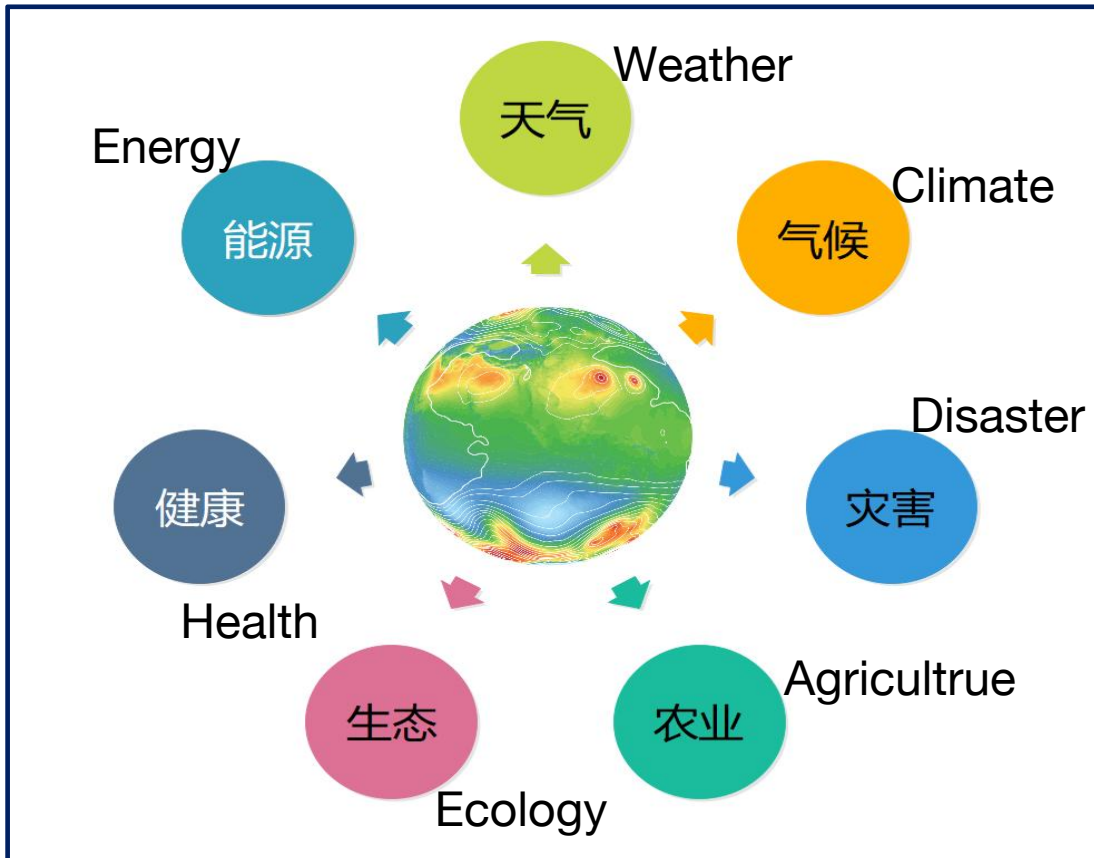 Weather
天气
Energy
能源
Climate
气候
Disaster
灾害
健康
Health
Agricultrue
农业
生态
Ecology